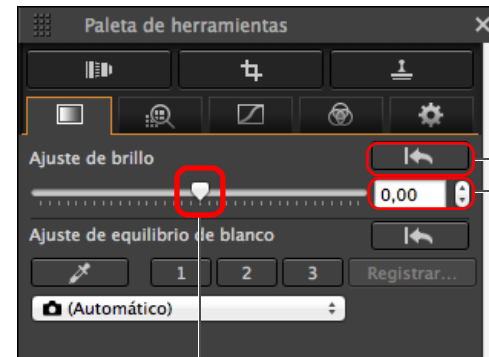 Paleta de herramientas
Ajuste de brillo
0,00
Ajuste de equilibrio de blanco
1 2 3 Registrar...
(Automático)